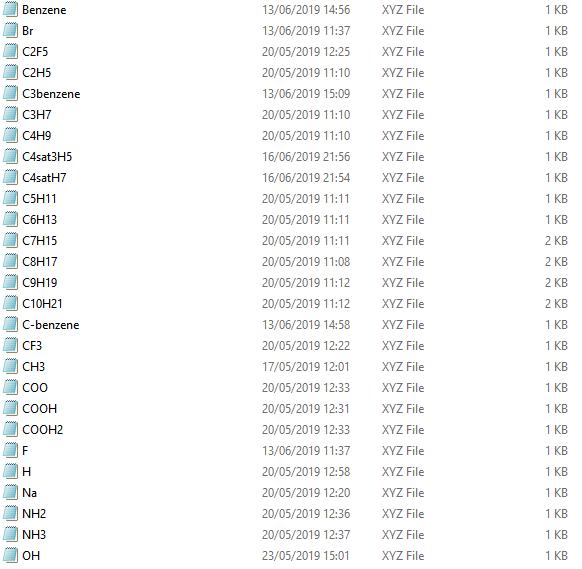 Benzene 13/06/2019 14:56 XYZ File 1 KB
Br 13/06/2019 11:37 XYZ File 1 KB
C2F5 20/05/2019 12:25 XYZ File 1 KB
C2H5 20/05/2019 11:10 XYZ File 1 KB
C3benzene 13/06/2019 15:09 XYZ File 1 KB
C3H7 20/05/2019 11:10 XYZ File 1 KB
C4H9 20/05/2019 11:10 XYZ File 1 KB
C4sat3H5 16/06/2019 21:56 XYZ File 1 KB
C4satH7 16/06/2019 21:54 XYZ File 1 KB
C5H11 20/05/2019 11:11 XYZ File 1 KB
C6H13 20/05/2019 11:11 XYZ File 1 KB
C7H15 20/05/2019 11:11 XYZ File 2 KB
C8H17 20/05/2019 11:08 XYZ File 2 KB
C9H19 20/05/2019 11:12 XYZ File 2 KB
C10H21 20/05/2019 11:12 XYZ File 2 KB
C-benzene 13/06/2019 14:58 XYZ File 1 KB
CF3 20/05/2019 12:22 XYZ File 1 KB
CH3 17/05/2019 12:01 XYZ File 1 KB
COO 20/05/2019 12:33 XYZ File 1 KB
COOH 20/05/2019 12:31 XYZ File 1 KB
COOH2 20/05/2019 12:33 XYZ File 1 KB
F 13/06/2019 11:37 XYZ File 1 KB
H 20/05/2019 12:58 XYZ File 1 KB
Na 20/05/2019 12:20 XYZ File 1 KB
NH2 20/05/2019 12:36 XYZ File 1 KB
NH3 20/05/2019 12:37 XYZ File 1 KB
OH 23/05/2019 15:01 XYZ File 1 KB